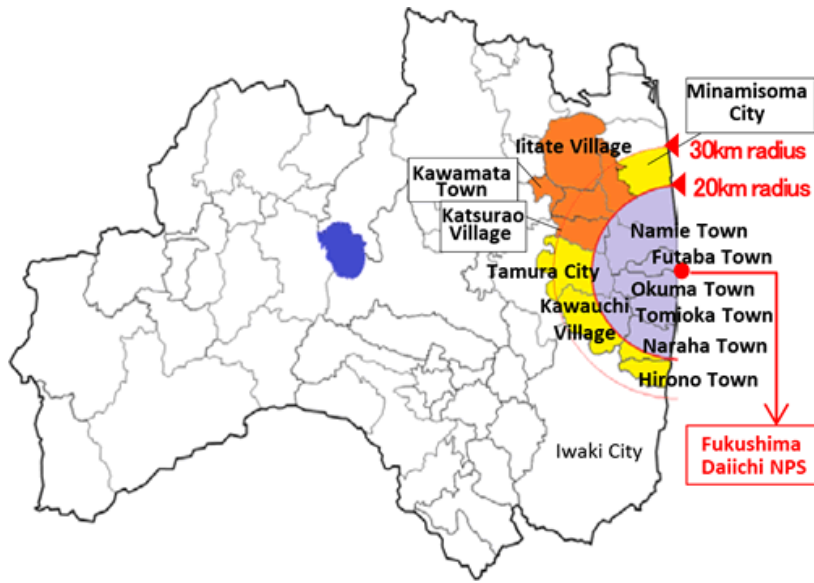 Minamisoma
City
Iitate Village
30km radius
Kawamata
Town
20km radius
Katsurao
Village
Namie Town
Futaba Town
Tamura City
Okuma Town
Kawauchi
Village
Tomioka Town
Naraha Town
Hirono Town
Iwaki City
Fukushima
Daiichi NPS